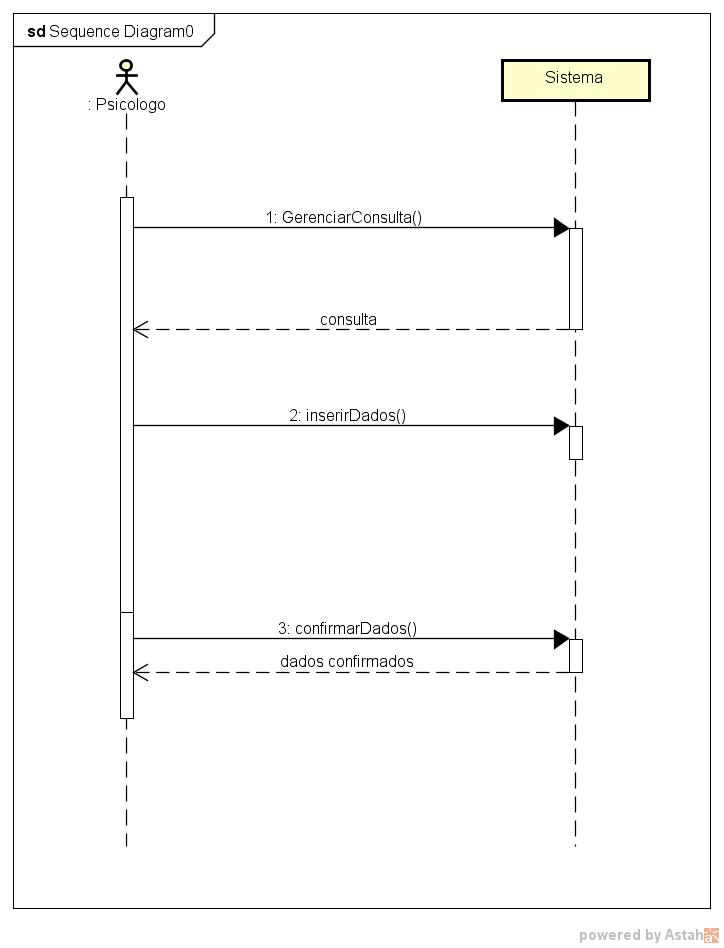 sd Sequence Diagram0
: Psicologo
Sistema
1: GerenciarConsulta()
consulta
2: inserirDados()
3: confirmarDados()
dados confirmados
powered by Astah